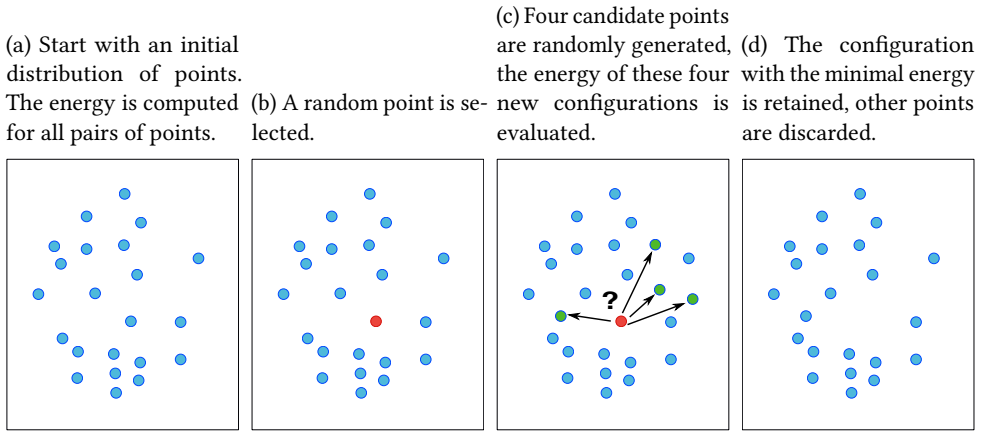 (a) Start with an initial
distribution of points.
The energy is computed
for all pairs of points.
(b) A random point is se-
lected.
(c) Four candidate points
are randomly generated,
the energy of these four
new configurations is
evaluated.
(d) The configuration
with the minimal energy
is retained, other points
are discarded.
?